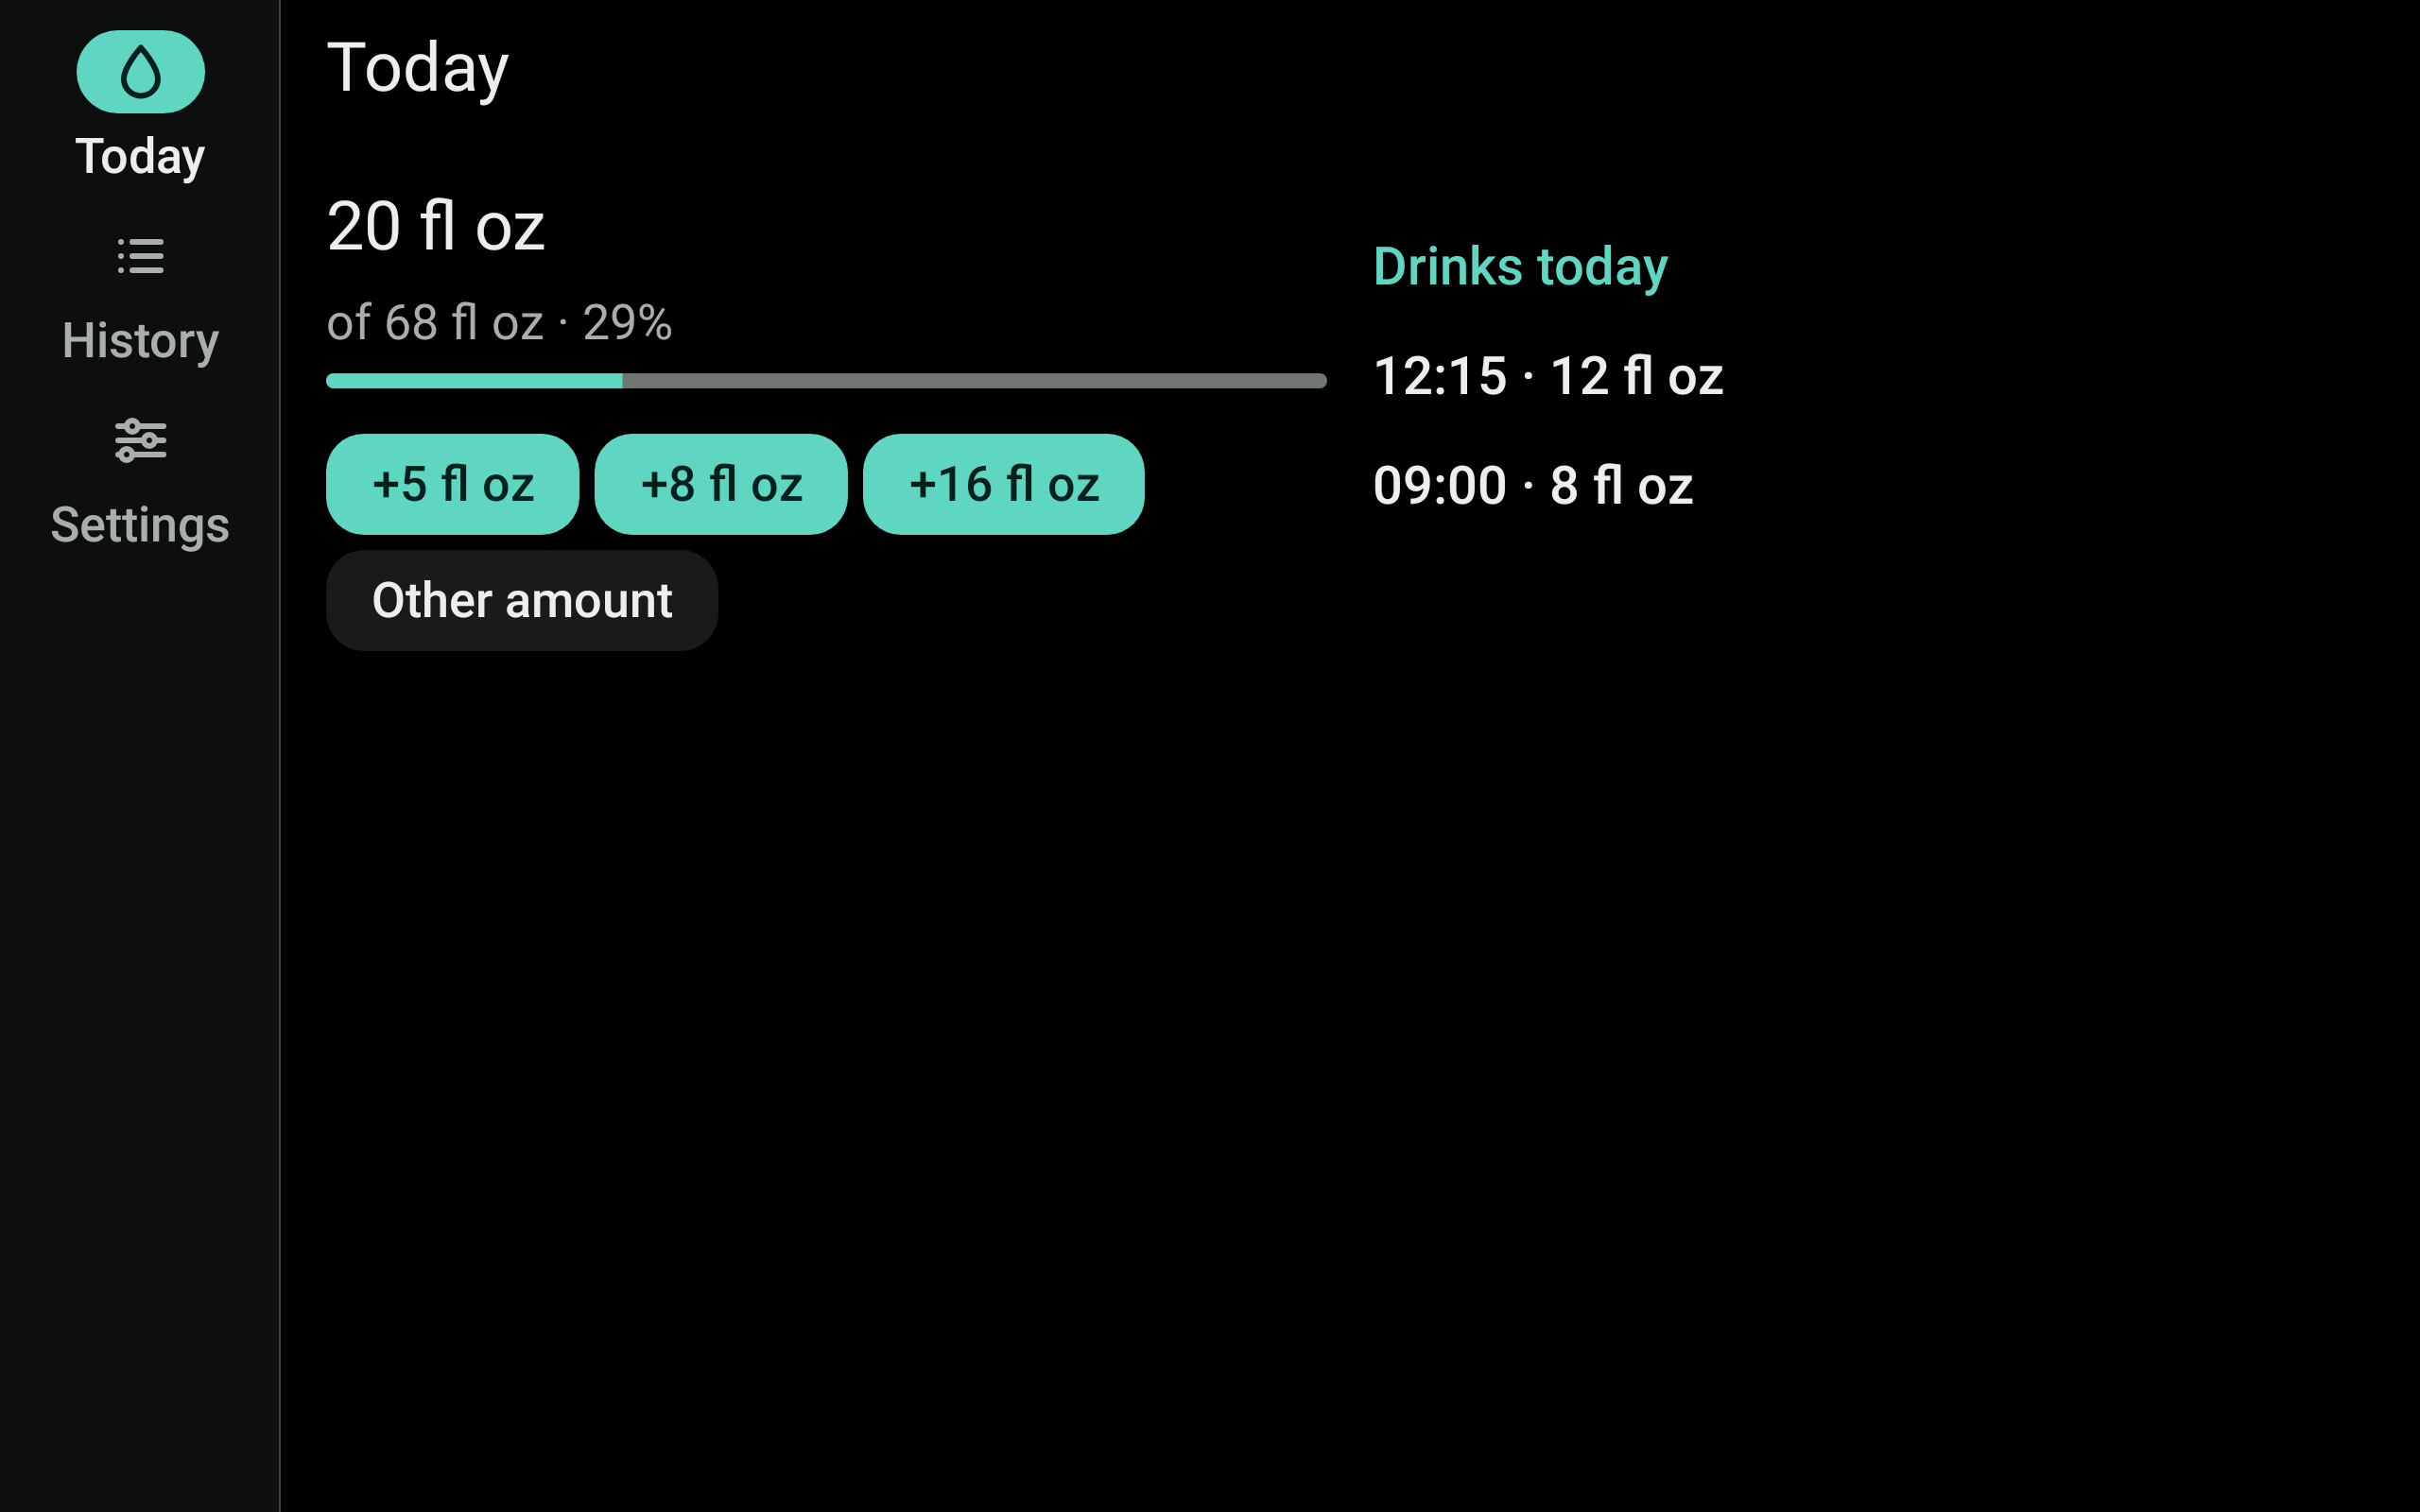 Today
History
Settings
Today
20 fl oz
of 68 fl oz · 29%
+5 fl oz
+8 fl oz
+16 fl oz
Other amount
Drinks today
12:15 · 12 fl oz
09:00 · 8 fl oz